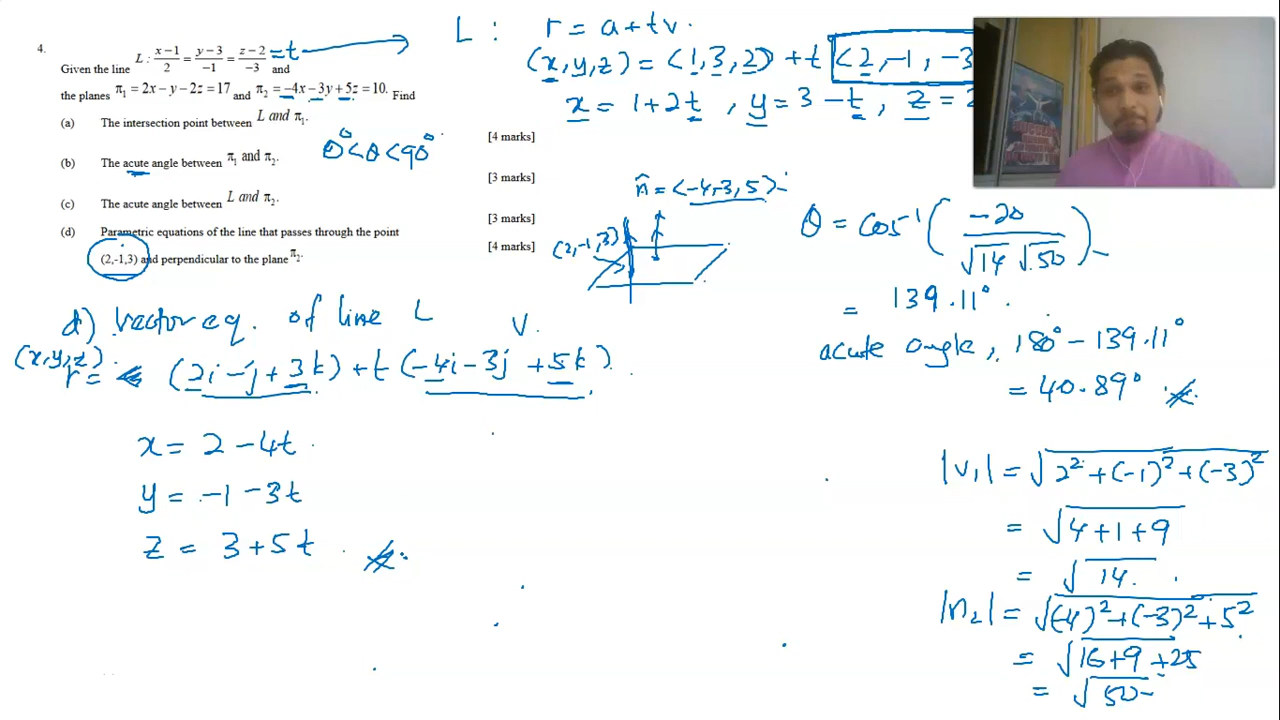 4.
L : x−1/2 = y−3/−1 = z−2/−3 = t
Given the line and
the planes π₁ = 2x − y − 2z = 17 and π₂ = −4x − 3y + 5z = 10. Find
(a) The intersection point between L and π₁.
[4 marks]
(b) The acute angle between π₁ and π₂.
[3 marks]
(c) The acute angle between L and π₂.
[3 marks]
(d) Parametric equations of the line that passes through the point
[4 marks]
(2,-1,3) and perpendicular to the plane π₂.
0° < θ < 90°
L : r = a + tv.
(x,y,z) = <1,3,2> + t <2,-1,-3
x = 1+2t , y = 3-t , z = 2
n̂ = <-4,-3,5>
(2,-1,3)
θ = cos⁻¹ ( -20 / √14 √50 )
= 139.11° .
acute angle, 180° - 139.11°
= 40.89°
d) Vector eq. of line L
V.
(x,y,z)
r = (2i - j + 3k) + t (-4i - 3j + 5k).
x = 2 - 4t
y = -1 - 3t
z = 3 + 5t
|v₁| = √2² + (-1)² + (-3)²
= √4+1+9
= √14
|n₂| = √(-4)² + (-3)² + 5²
= √16+9+25
= √50